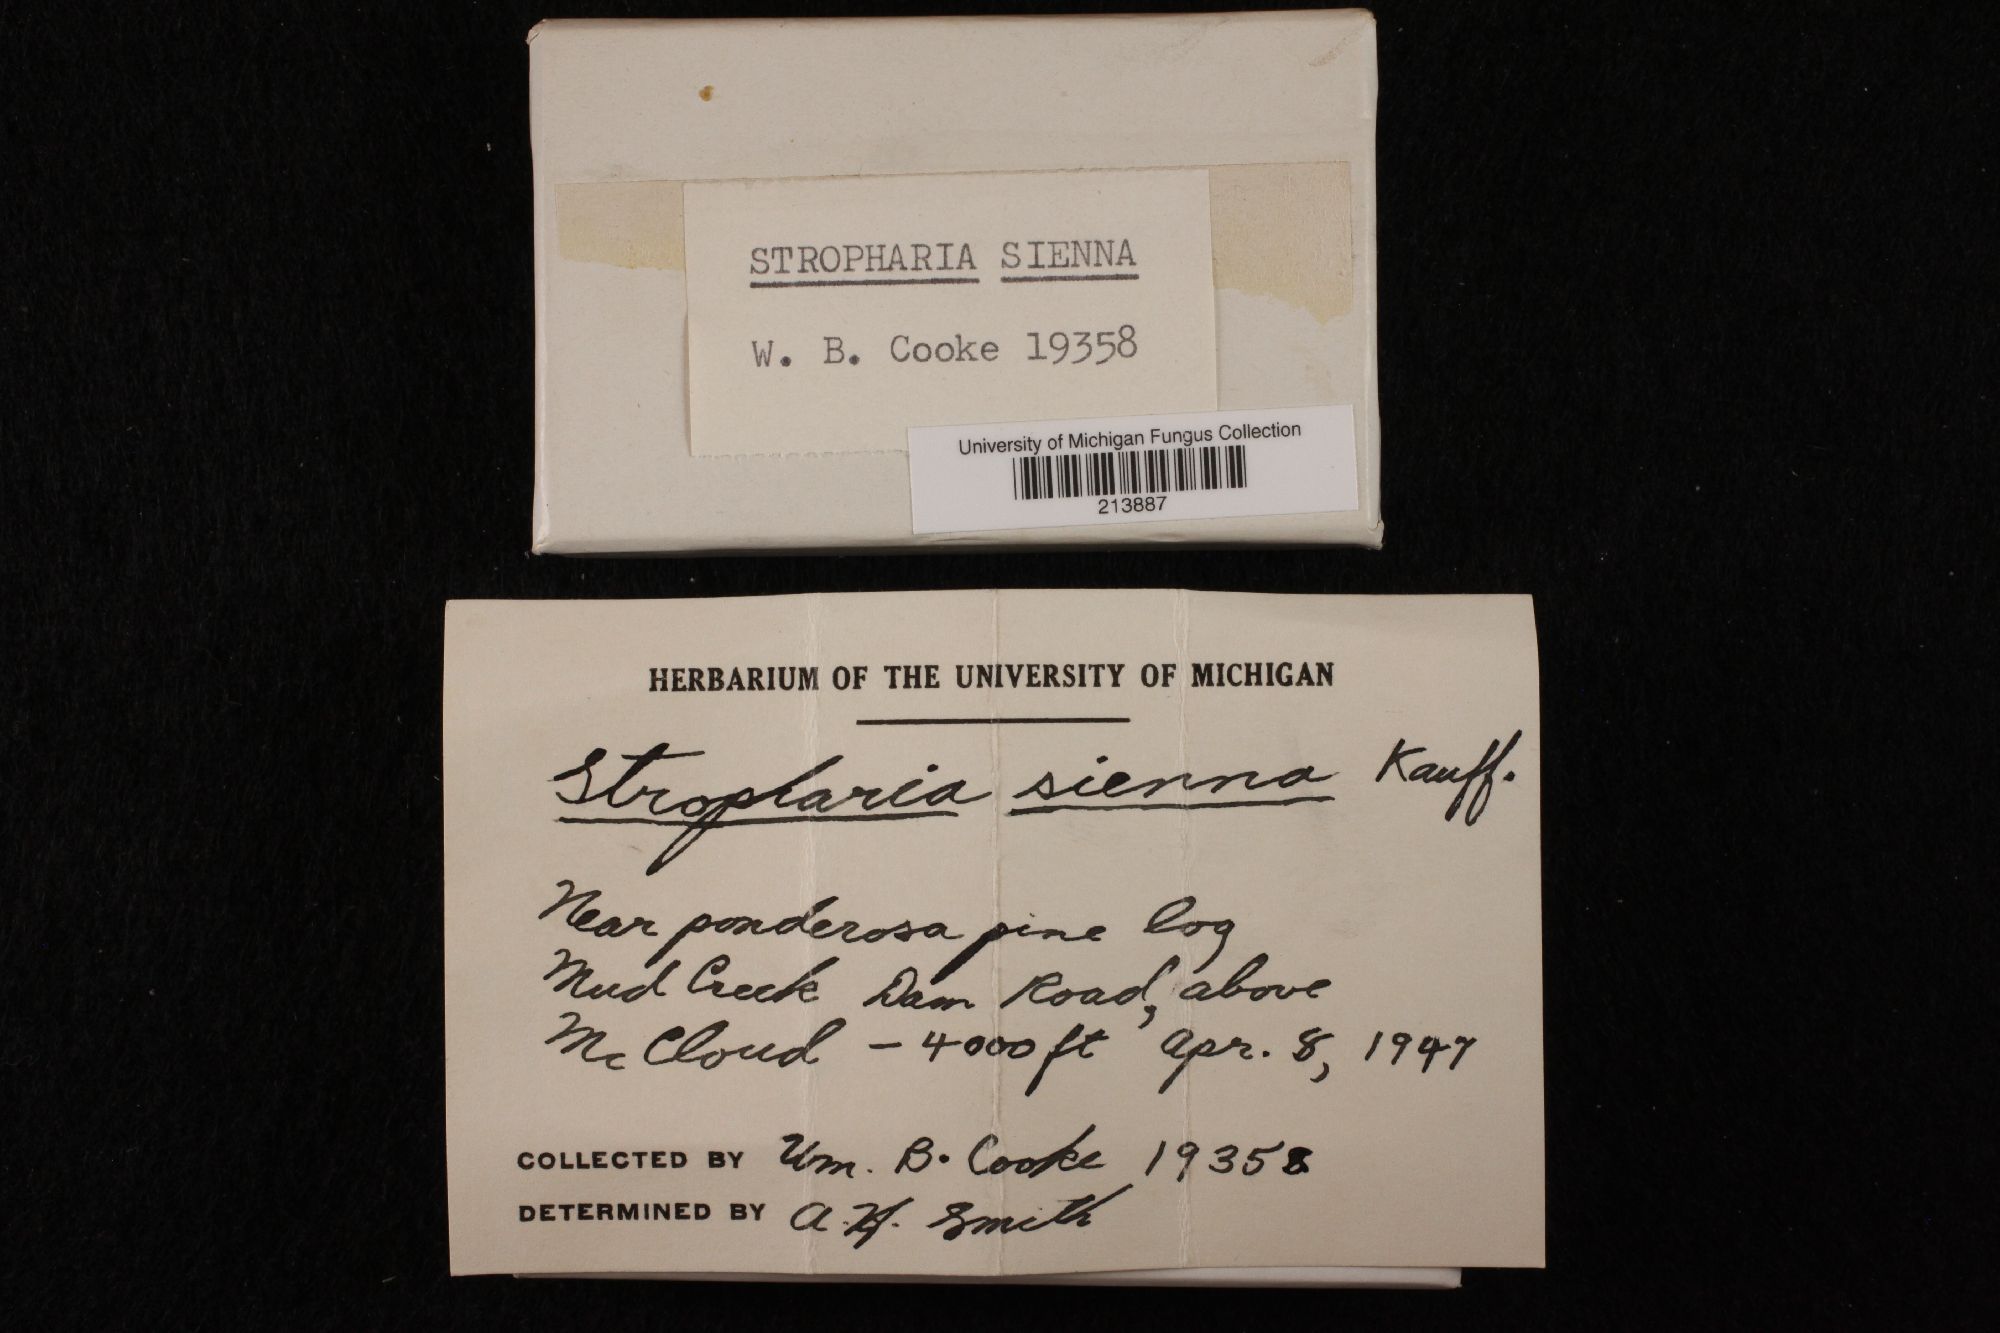 STROPHARIA SIENNA
W. B. Cooke 19358
University of Michigan Fungus Collection
213887
HERBARIUM OF THE UNIVERSITY OF MICHIGAN
Stropharia sienna Kauff.
Near ponderosa pine log
Mud Creek Dam Road, above
McCloud - 4000 ft Apr. 8, 1947
COLLECTED BY Wm. B. Cooke 19358
DETERMINED BY A. H. Smith